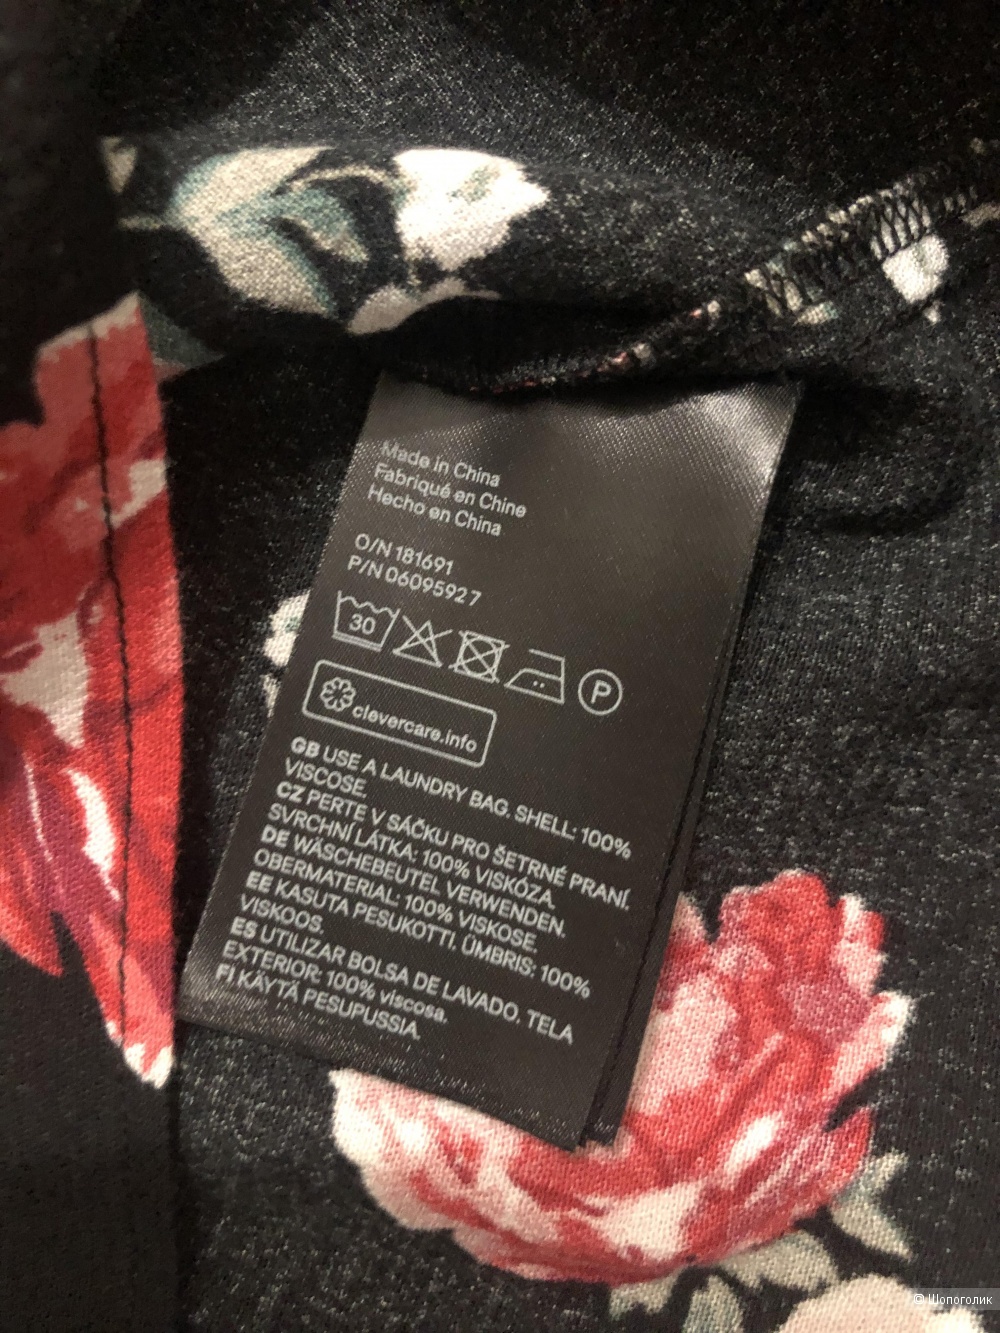 Made in China
Fabriqué en Chine
Hecho en China
O/N 181691
P/N 06095927
30
P
clevercare.info
GB USE A LAUNDRY BAG. SHELL: 100%
VISCOSE.
CZ PERTE V SÁČKU PRO ŠETRNÉ PRANÍ.
SVRCHNÍ LÁTKA: 100% VISKÓZA.
DE WÄSCHEBEUTEL VERWENDEN.
OBERMATERIAL: 100% VISKOSE.
EE KASUTA PESUKOTTI. ÜMBRIS: 100%
VISKOOS.
ES UTILIZAR BOLSA DE LAVADO. TELA
EXTERIOR: 100% viscosa.
FI KÄYTÄ PESUPUSSIA.
@ Шопоголик